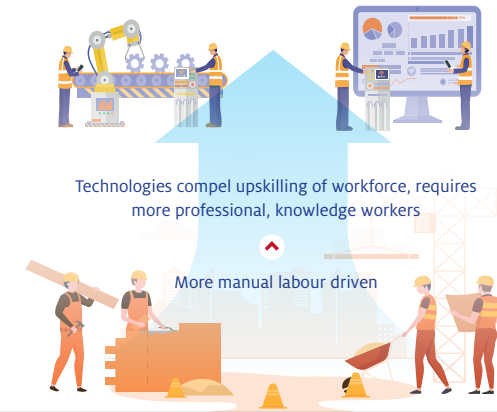 Technologies compel upskilling of workforce, requires
more professional, knowledge workers
More manual labour driven